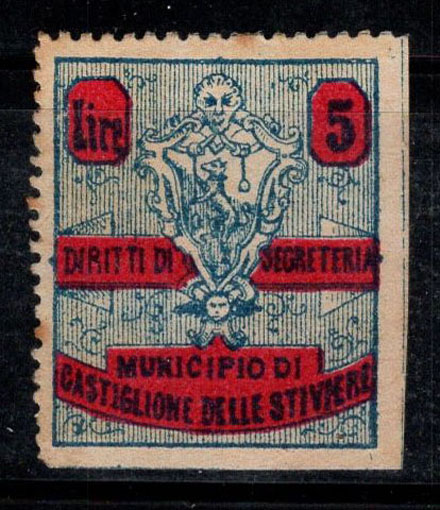 Lire 5
DIRITTI DI SEGRETERIA
MUNICIPIO DI
CASTIGLIONE DELLE STIVIERE